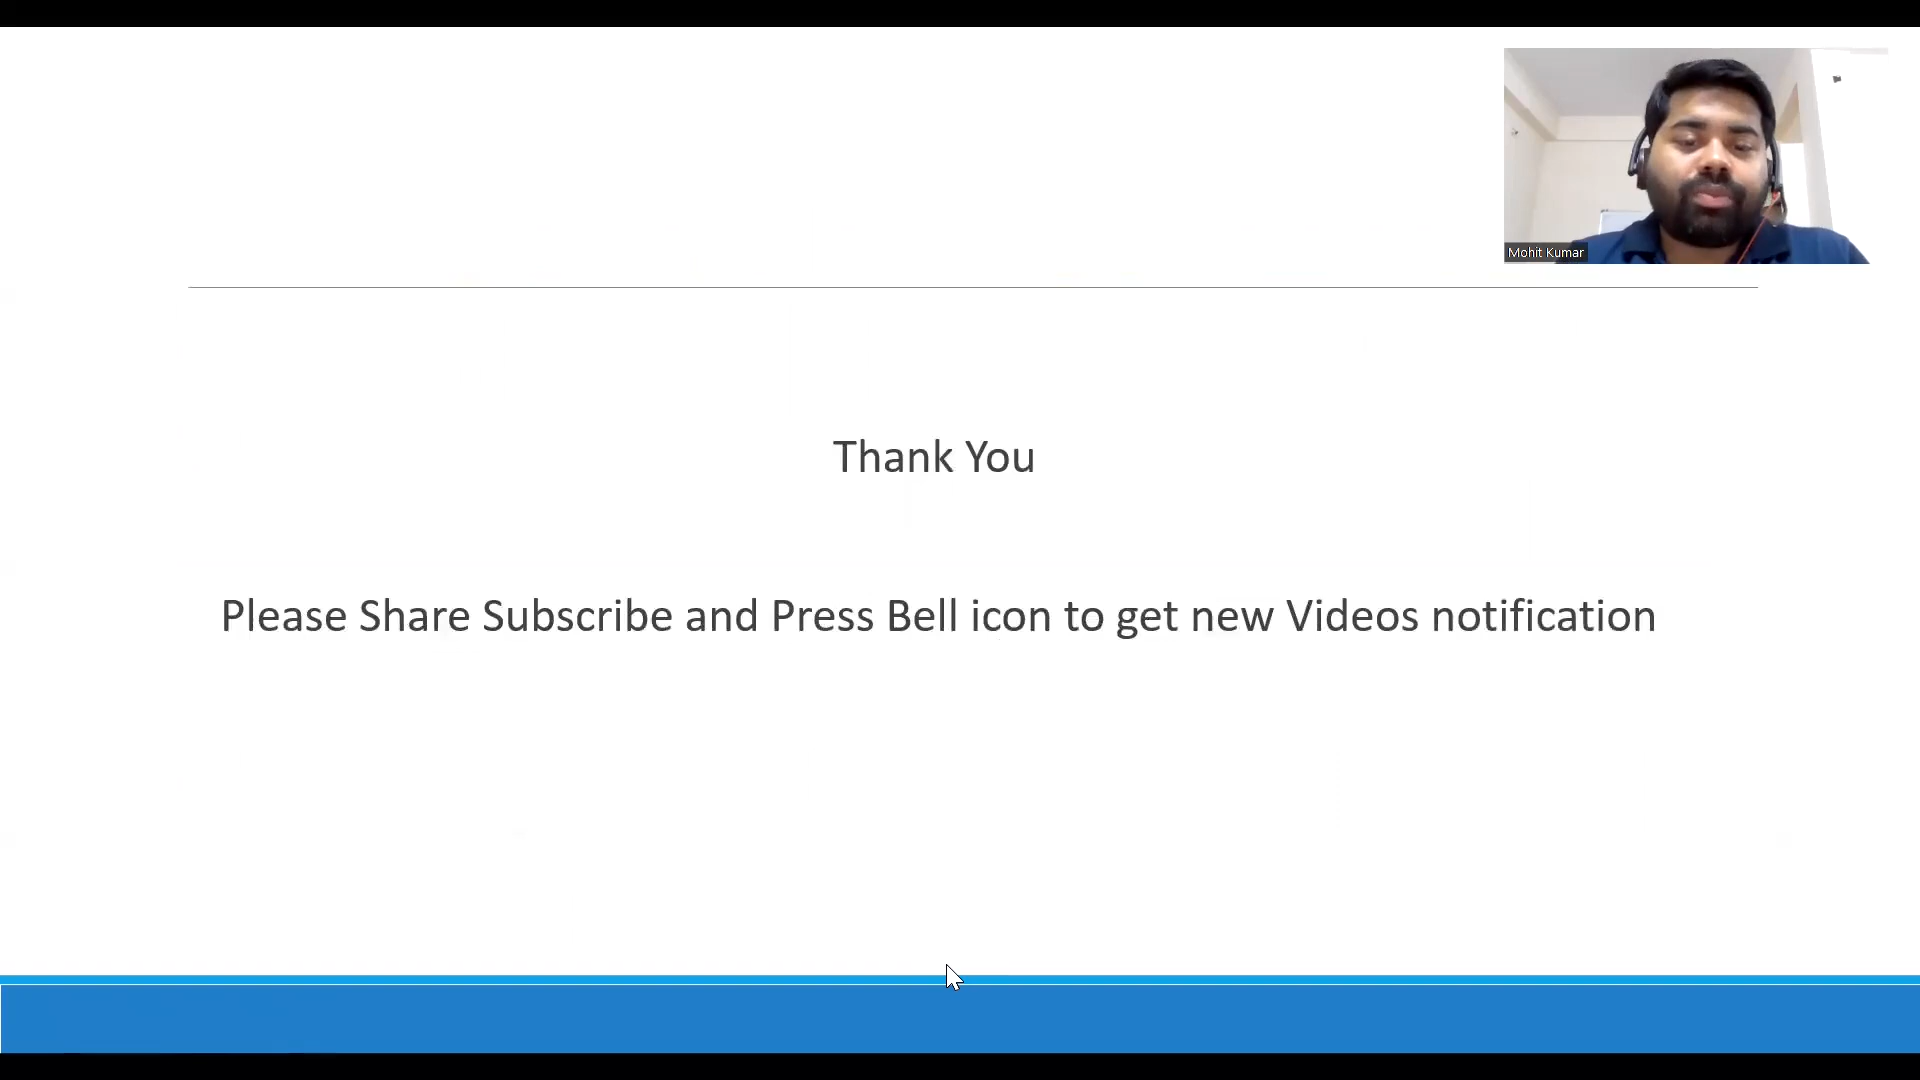 Mohit Kumar
Thank You
Please Share Subscribe and Press Bell icon to get new Videos notification